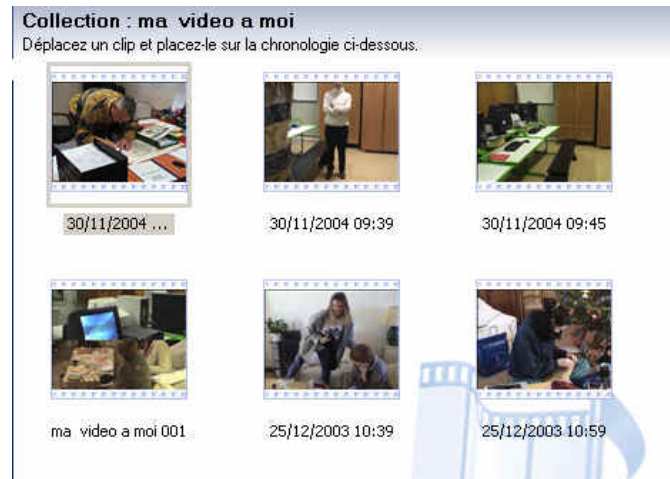 Collection : ma video a moi
Déplacez un clip et placez-le sur la chronologie ci-dessous.
30/11/2004 ...
30/11/2004 09:39
30/11/2004 09:45
ma video a moi 001
25/12/2003 10:39
25/12/2003 10:59